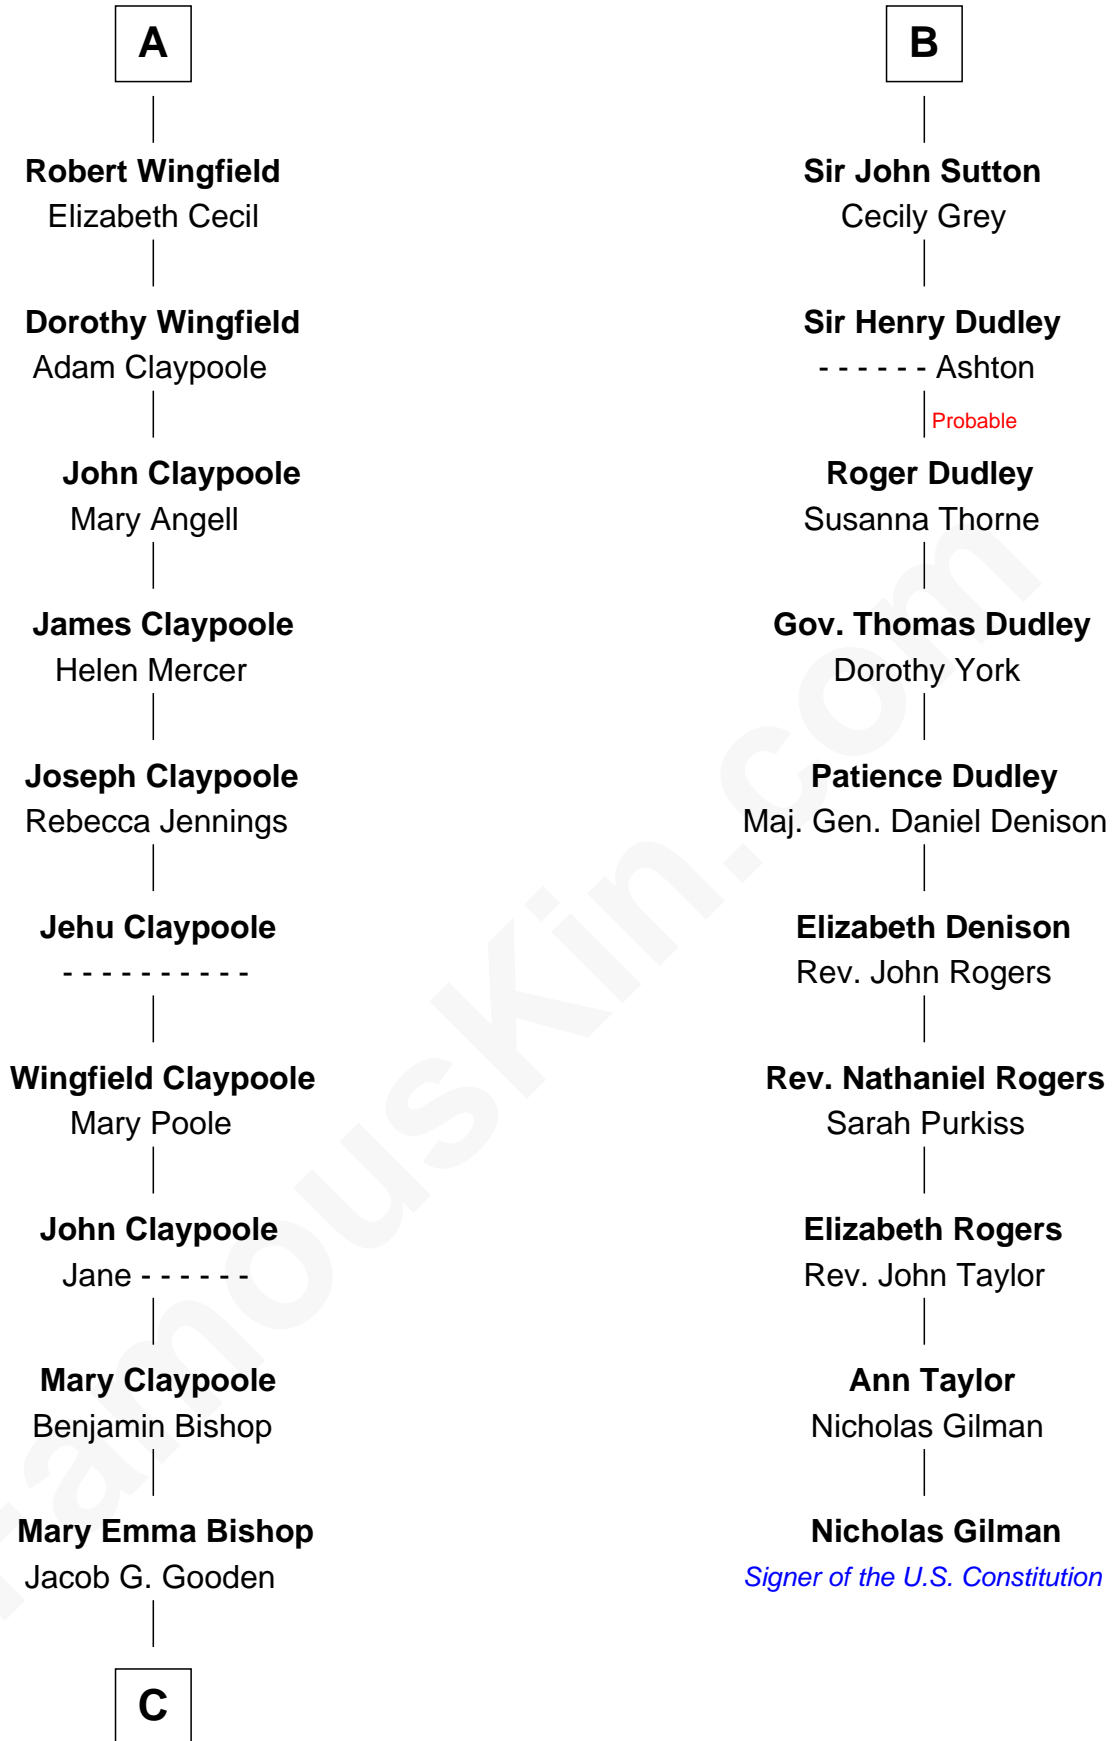 A
Robert Wingfield
Elizabeth Cecil
Dorothy Wingfield
Adam Claypoole
John Claypoole
Mary Angell
James Claypoole
Helen Mercer
Joseph Claypoole
Rebecca Jennings
Jehu Claypoole
- - - - - - - - - -
Wingfield Claypoole
Mary Poole
John Claypoole
Jane - - - - - -
Mary Claypoole
Benjamin Bishop
Mary Emma Bishop
Jacob G. Gooden
C
B
Sir John Sutton
Cecily Grey
Sir Henry Dudley
- - - - - - Ashton
Probable
Roger Dudley
Susanna Thorne
Gov. Thomas Dudley
Dorothy York
Patience Dudley
Maj. Gen. Daniel Denison
Elizabeth Denison
Rev. John Rogers
Rev. Nathaniel Rogers
Sarah Purkiss
Elizabeth Rogers
Rev. John Taylor
Ann Taylor
Nicholas Gilman
Nicholas Gilman
Signer of the U.S. Constitution
FamousKin.com